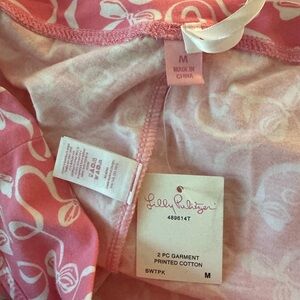 M
MADE IN
CHINA
Lilly Pulitzer
489614T
2 PC GARMENT
PRINTED COTTON
SWTPK M